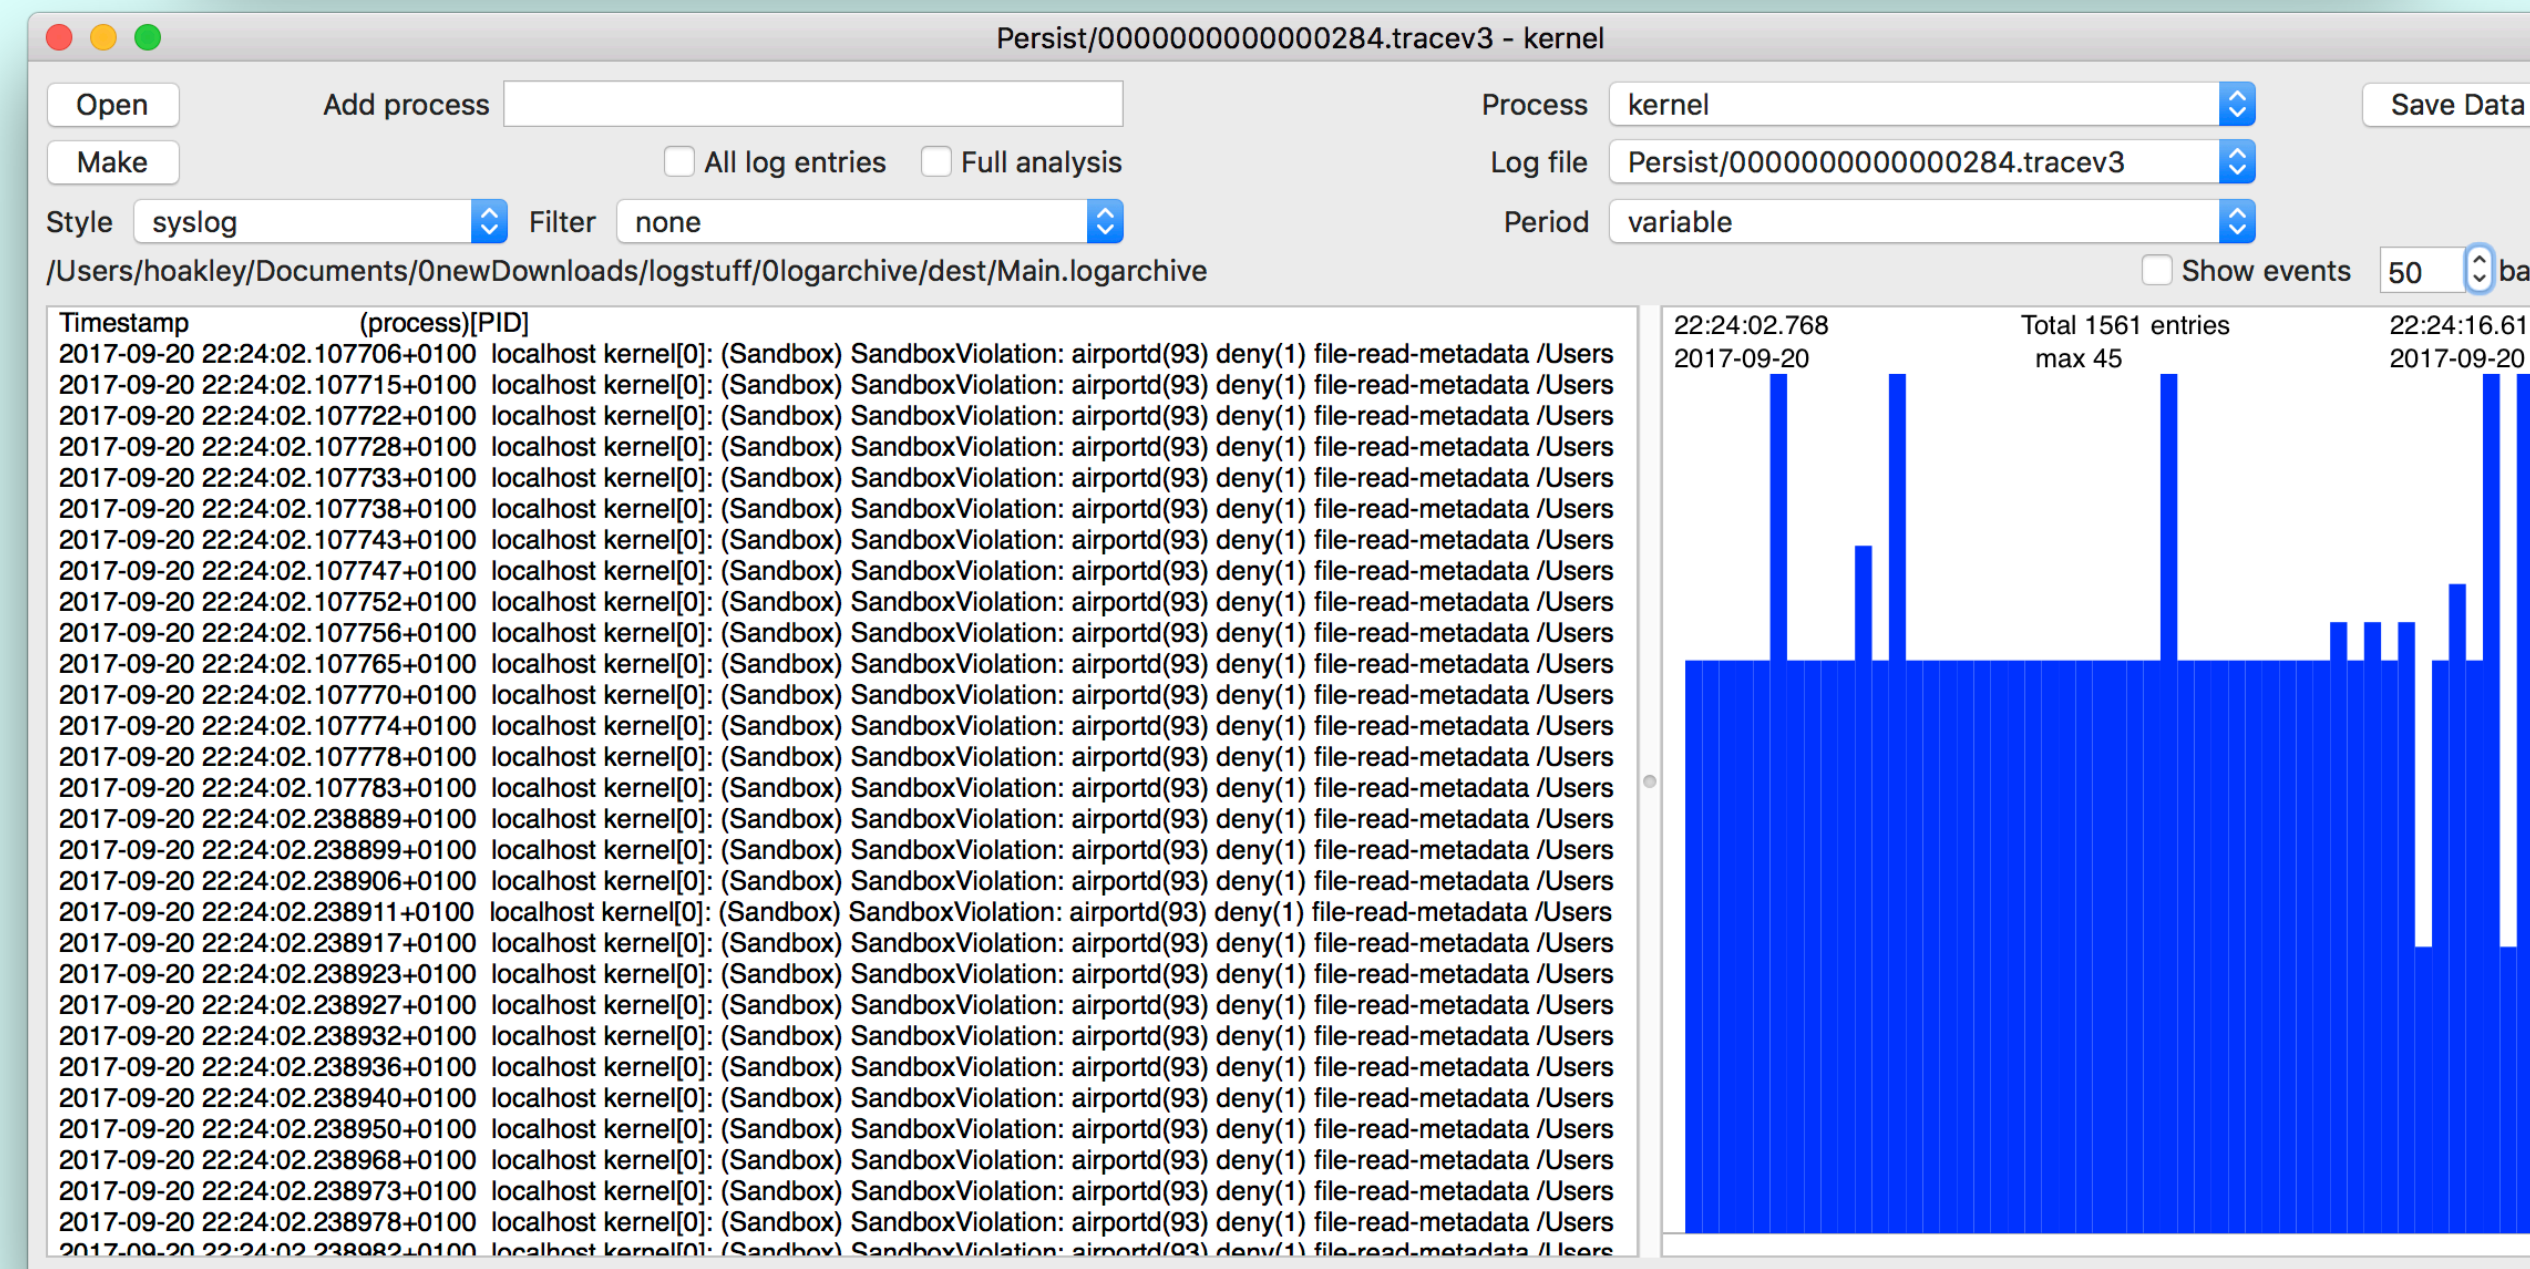 Persist/0000000000000284.tracev3 - kernel
Open Add process Process kernel Save Data
Make All log entries Full analysis Log file Persist/0000000000000284.tracev3
Style syslog Filter none Period variable
/Users/hoakley/Documents/0newDownloads/logstuff/0logarchive/dest/Main.logarchive Show events 50 ba
Timestamp (process)[PID]
2017-09-20 22:24:02.107706+0100 localhost kernel[0]: (Sandbox) SandboxViolation: airportd(93) deny(1) file-read-metadata /Users
2017-09-20 22:24:02.107715+0100 localhost kernel[0]: (Sandbox) SandboxViolation: airportd(93) deny(1) file-read-metadata /Users
2017-09-20 22:24:02.107722+0100 localhost kernel[0]: (Sandbox) SandboxViolation: airportd(93) deny(1) file-read-metadata /Users
2017-09-20 22:24:02.107728+0100 localhost kernel[0]: (Sandbox) SandboxViolation: airportd(93) deny(1) file-read-metadata /Users
2017-09-20 22:24:02.107733+0100 localhost kernel[0]: (Sandbox) SandboxViolation: airportd(93) deny(1) file-read-metadata /Users
2017-09-20 22:24:02.107738+0100 localhost kernel[0]: (Sandbox) SandboxViolation: airportd(93) deny(1) file-read-metadata /Users
2017-09-20 22:24:02.107743+0100 localhost kernel[0]: (Sandbox) SandboxViolation: airportd(93) deny(1) file-read-metadata /Users
2017-09-20 22:24:02.107747+0100 localhost kernel[0]: (Sandbox) SandboxViolation: airportd(93) deny(1) file-read-metadata /Users
2017-09-20 22:24:02.107752+0100 localhost kernel[0]: (Sandbox) SandboxViolation: airportd(93) deny(1) file-read-metadata /Users
2017-09-20 22:24:02.107756+0100 localhost kernel[0]: (Sandbox) SandboxViolation: airportd(93) deny(1) file-read-metadata /Users
2017-09-20 22:24:02.107765+0100 localhost kernel[0]: (Sandbox) SandboxViolation: airportd(93) deny(1) file-read-metadata /Users
2017-09-20 22:24:02.107770+0100 localhost kernel[0]: (Sandbox) SandboxViolation: airportd(93) deny(1) file-read-metadata /Users
2017-09-20 22:24:02.107774+0100 localhost kernel[0]: (Sandbox) SandboxViolation: airportd(93) deny(1) file-read-metadata /Users
2017-09-20 22:24:02.107778+0100 localhost kernel[0]: (Sandbox) SandboxViolation: airportd(93) deny(1) file-read-metadata /Users
2017-09-20 22:24:02.107783+0100 localhost kernel[0]: (Sandbox) SandboxViolation: airportd(93) deny(1) file-read-metadata /Users
2017-09-20 22:24:02.238889+0100 localhost kernel[0]: (Sandbox) SandboxViolation: airportd(93) deny(1) file-read-metadata /Users
2017-09-20 22:24:02.238899+0100 localhost kernel[0]: (Sandbox) SandboxViolation: airportd(93) deny(1) file-read-metadata /Users
2017-09-20 22:24:02.238906+0100 localhost kernel[0]: (Sandbox) SandboxViolation: airportd(93) deny(1) file-read-metadata /Users
2017-09-20 22:24:02.238911+0100 localhost kernel[0]: (Sandbox) SandboxViolation: airportd(93) deny(1) file-read-metadata /Users
2017-09-20 22:24:02.238917+0100 localhost kernel[0]: (Sandbox) SandboxViolation: airportd(93) deny(1) file-read-metadata /Users
2017-09-20 22:24:02.238923+0100 localhost kernel[0]: (Sandbox) SandboxViolation: airportd(93) deny(1) file-read-metadata /Users
2017-09-20 22:24:02.238927+0100 localhost kernel[0]: (Sandbox) SandboxViolation: airportd(93) deny(1) file-read-metadata /Users
2017-09-20 22:24:02.238932+0100 localhost kernel[0]: (Sandbox) SandboxViolation: airportd(93) deny(1) file-read-metadata /Users
2017-09-20 22:24:02.238936+0100 localhost kernel[0]: (Sandbox) SandboxViolation: airportd(93) deny(1) file-read-metadata /Users
2017-09-20 22:24:02.238940+0100 localhost kernel[0]: (Sandbox) SandboxViolation: airportd(93) deny(1) file-read-metadata /Users
2017-09-20 22:24:02.238950+0100 localhost kernel[0]: (Sandbox) SandboxViolation: airportd(93) deny(1) file-read-metadata /Users
2017-09-20 22:24:02.238968+0100 localhost kernel[0]: (Sandbox) SandboxViolation: airportd(93) deny(1) file-read-metadata /Users
2017-09-20 22:24:02.238973+0100 localhost kernel[0]: (Sandbox) SandboxViolation: airportd(93) deny(1) file-read-metadata /Users
2017-09-20 22:24:02.238978+0100 localhost kernel[0]: (Sandbox) SandboxViolation: airportd(93) deny(1) file-read-metadata /Users
2017-09-20 22:24:02.238982+0100 localhost kernel[0]: (Sandbox) SandboxViolation: airportd(93) deny(1) file-read-metadata /Users
22:24:02.768 Total 1561 entries 22:24:16.61
2017-09-20 max 45 2017-09-20